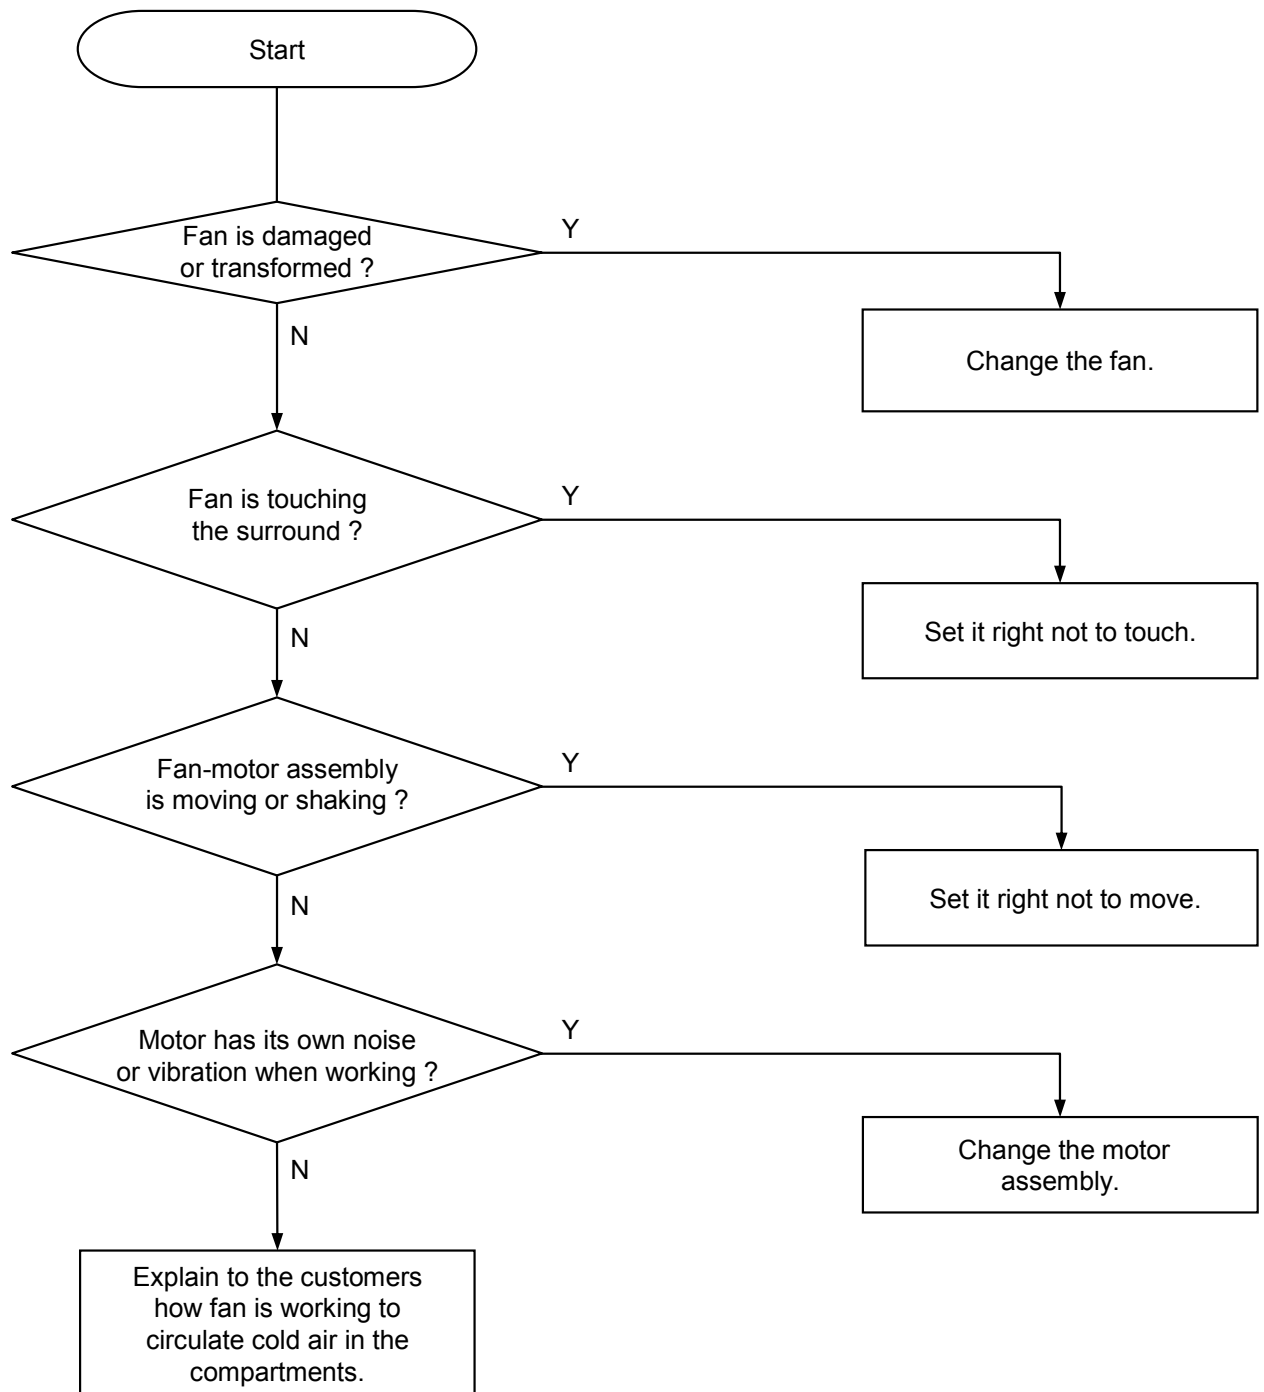 Start
Fan is damaged
or transformed ?
Y
N
Change the fan.
Fan is touching
the surround ?
Y
N
Set it right not to touch.
Fan-motor assembly
is moving or shaking ?
Y
N
Set it right not to move.
Motor has its own noise
or vibration when working ?
Y
N
Change the motor
assembly.
Explain to the customers
how fan is working to
circulate cold air in the
compartments.